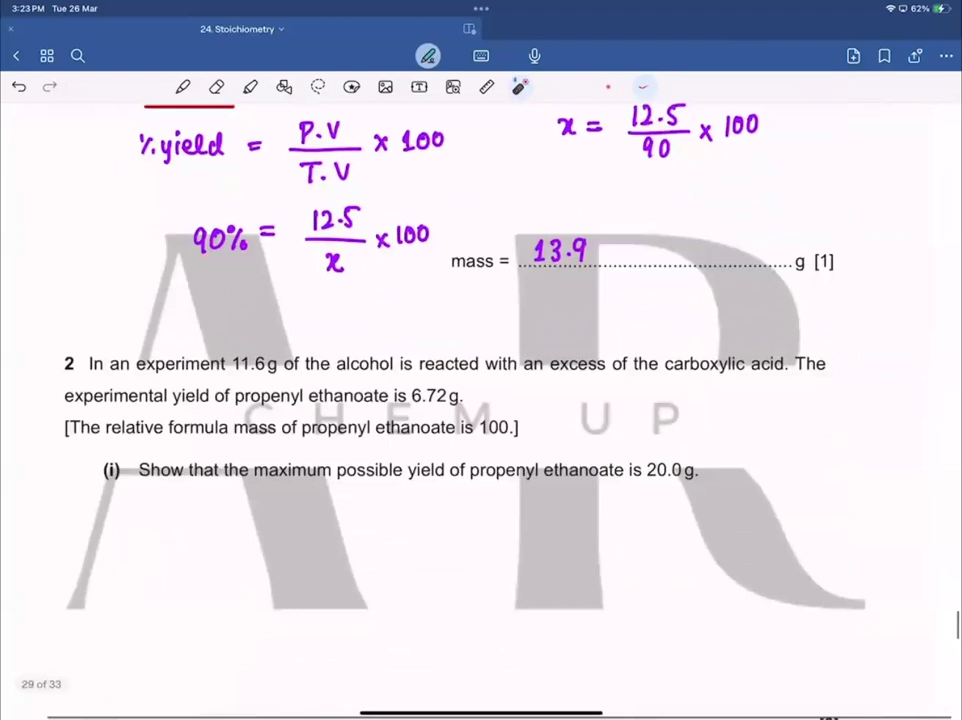 3:23 PM Tue 26 Mar
62%
24. Stoichiometry
% yield = P.V / T.V × 100
x = 12.5 / 90 × 100
90% = 12.5 / x × 100
mass = 13.9 g [1]
2 In an experiment 11.6 g of the alcohol is reacted with an excess of the carboxylic acid. The
experimental yield of propenyl ethanoate is 6.72 g.
CHEM UP
[The relative formula mass of propenyl ethanoate is 100.]
(i) Show that the maximum possible yield of propenyl ethanoate is 20.0 g.
AR
29 of 33